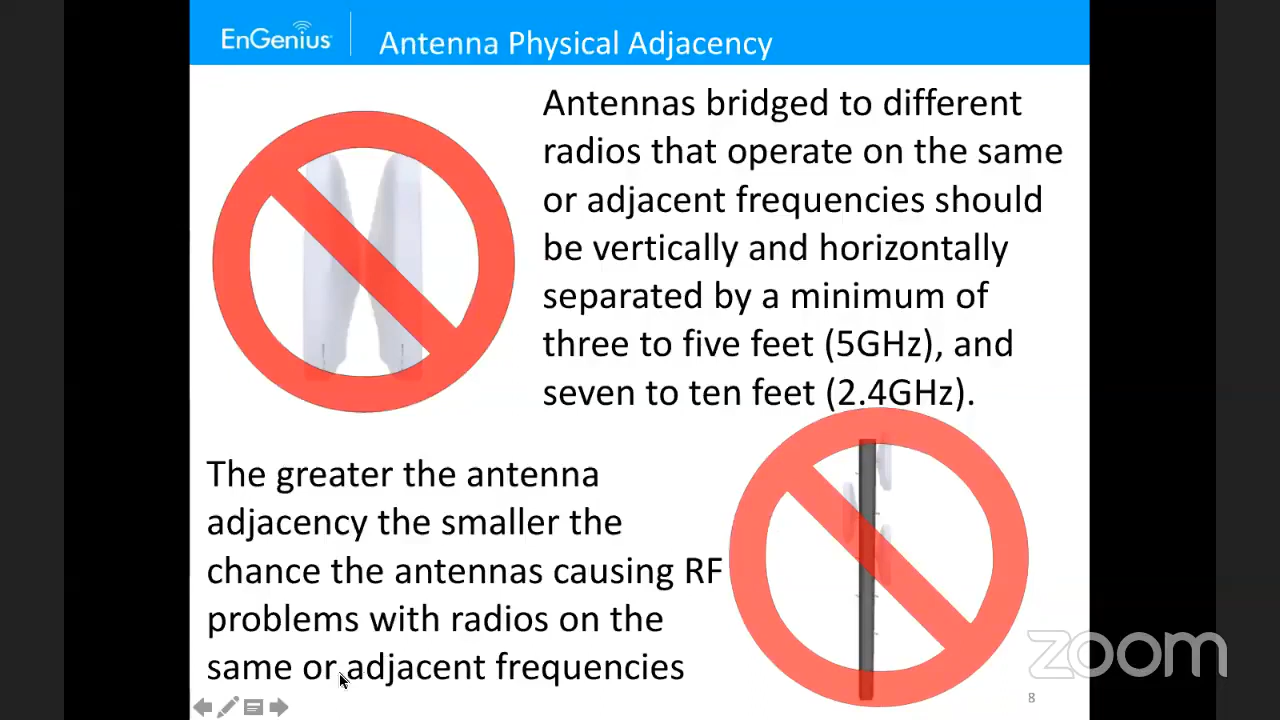 EnGenius
Antenna Physical Adjacency
Antennas bridged to different
radios that operate on the same
or adjacent frequencies should
be vertically and horizontally
separated by a minimum of
three to five feet (5GHz), and
seven to ten feet (2.4GHz).
The greater the antenna
adjacency the smaller the
chance the antennas causing RF
problems with radios on the
same or adjacent frequencies
zoom
8